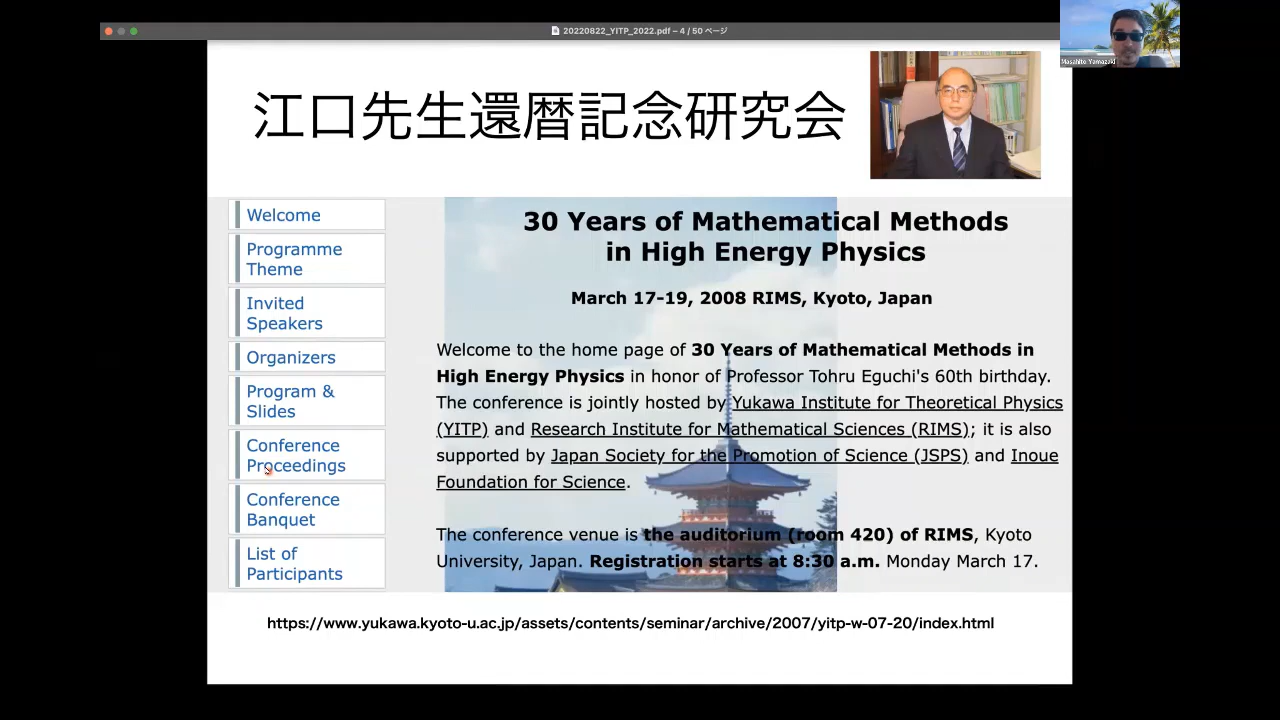 20220822_YITP_2022.pdf – 4 / 50 ページ
Masahito Yamazaki
江口先生還暦記念研究会
Welcome
Programme
Theme
Invited
Speakers
Organizers
Program &
Slides
Conference
Proceedings
Conference
Banquet
List of
Participants
30 Years of Mathematical Methods
in High Energy Physics
March 17-19, 2008 RIMS, Kyoto, Japan
Welcome to the home page of 30 Years of Mathematical Methods in
High Energy Physics in honor of Professor Tohru Eguchi's 60th birthday.
The conference is jointly hosted by Yukawa Institute for Theoretical Physics
(YITP) and Research Institute for Mathematical Sciences (RIMS); it is also
supported by Japan Society for the Promotion of Science (JSPS) and Inoue
Foundation for Science.
The conference venue is the auditorium (room 420) of RIMS, Kyoto
University, Japan. Registration starts at 8:30 a.m. Monday March 17.
https://www.yukawa.kyoto-u.ac.jp/assets/contents/seminar/archive/2007/yitp-w-07-20/index.html